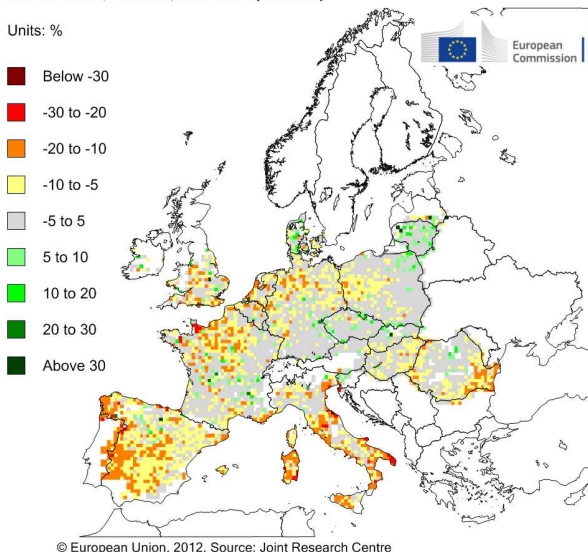 Units: %
European
Commission
Below -30
-30 to -20
-20 to -10
-10 to -5
-5 to 5
5 to 10
10 to 20
20 to 30
Above 30
© European Union, 2012. Source: Joint Research Centre